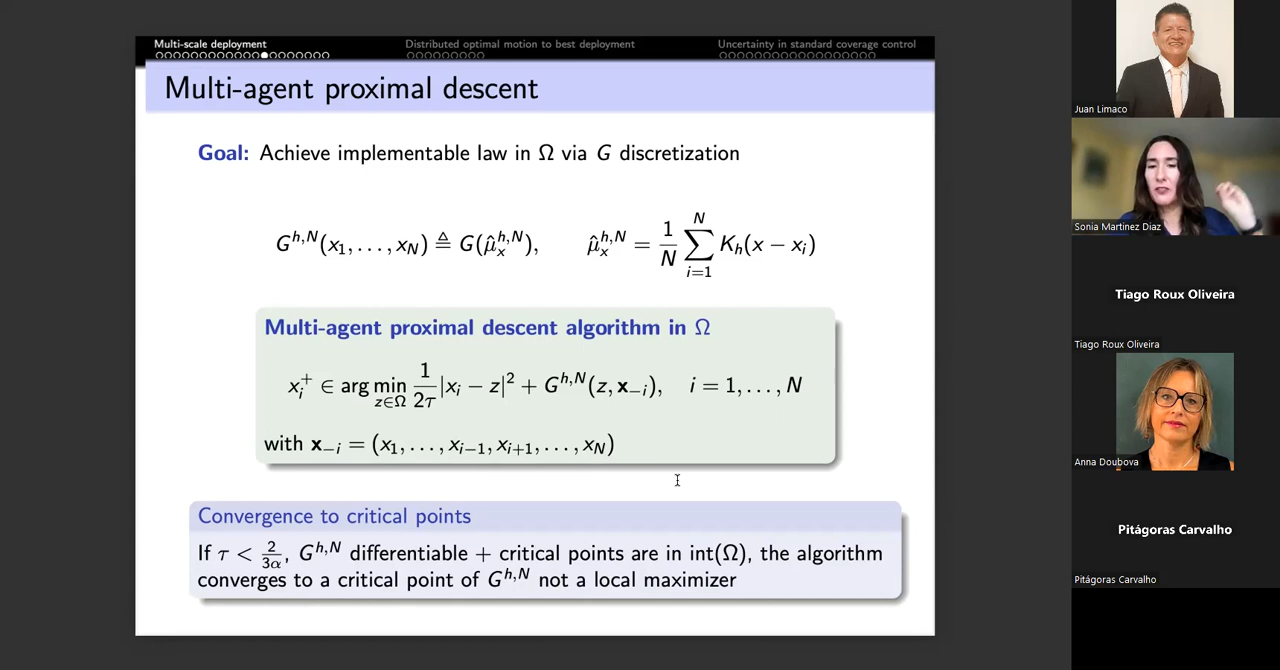 Multi-scale deployment Distributed optimal motion to best deployment Uncertainty in standard coverage control
Multi-agent proximal descent
Goal: Achieve implementable law in Ω via G discretization
G^{h,N}(x_1, . . . , x_N) ≜ G(μ̂_x^{h,N}), μ̂_x^{h,N} = \frac{1}{N} \sum_{i=1}^{N} K_h(x − x_i)
Multi-agent proximal descent algorithm in Ω
x_i^+ ∈ arg min_{z∈Ω} \frac{1}{2τ} |x_i − z|^2 + G^{h,N}(z, x_{−i}), i = 1, . . . , N
with x_{−i} = (x_1, . . . , x_{i−1}, x_{i+1}, . . . , x_N)
Convergence to critical points
If τ < \frac{2}{3α}, G^{h,N} differentiable + critical points are in int(Ω), the algorithm
converges to a critical point of G^{h,N} not a local maximizer
Juan Limaco
Sonia Martinez Diaz
Tiago Roux Oliveira
Tiago Roux Oliveira
Anna Doubova
Pitágoras Carvalho
Pitágoras Carvalho